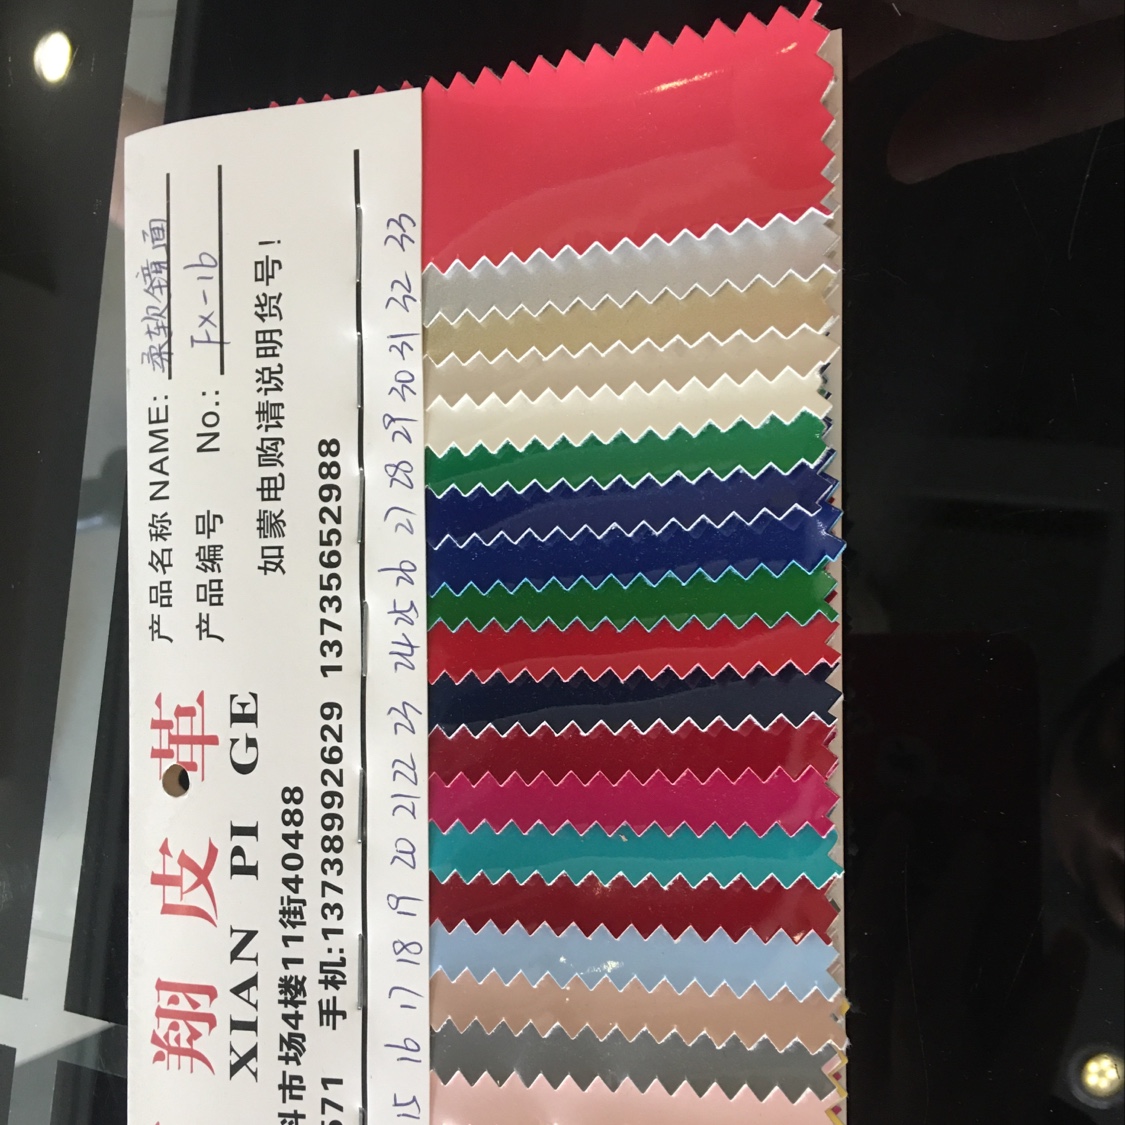 翔 皮 革
XIAN PI GE
料市场4楼11街40488
571 手机:13738992629 13735652988
产品名称 NAME: 柔软镜面
产品编号 No.: FX-16
如蒙电购请说明货号!
15 16 17 18 19 20 21 22 23 24 25 26 27 28 29 30 31 32 33